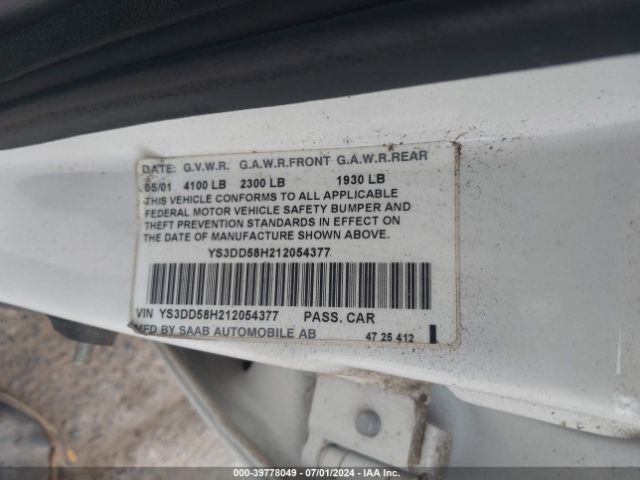 DATE: G.V.W.R. G.A.W.R.FRONT G.A.W.R.REAR
05/01 4100 LB 2300 LB 1930 LB
THIS VEHICLE CONFORMS TO ALL APPLICABLE
FEDERAL MOTOR VEHICLE SAFETY BUMPER AND
THEFT PREVENTION STANDARDS IN EFFECT ON
THE DATE OF MANUFACTURE SHOWN ABOVE.
YS3DD58H212054377
VIN YS3DD58H212054377 PASS. CAR
MFD BY SAAB AUTOMOBILE AB 47 25 412
000-39778049 - 07/01/2024 - IAA Inc.